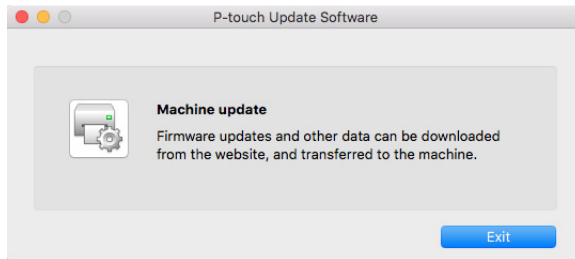 P-touch Update Software
Machine update
Firmware updates and other data can be downloaded
from the website, and transferred to the machine.
Exit